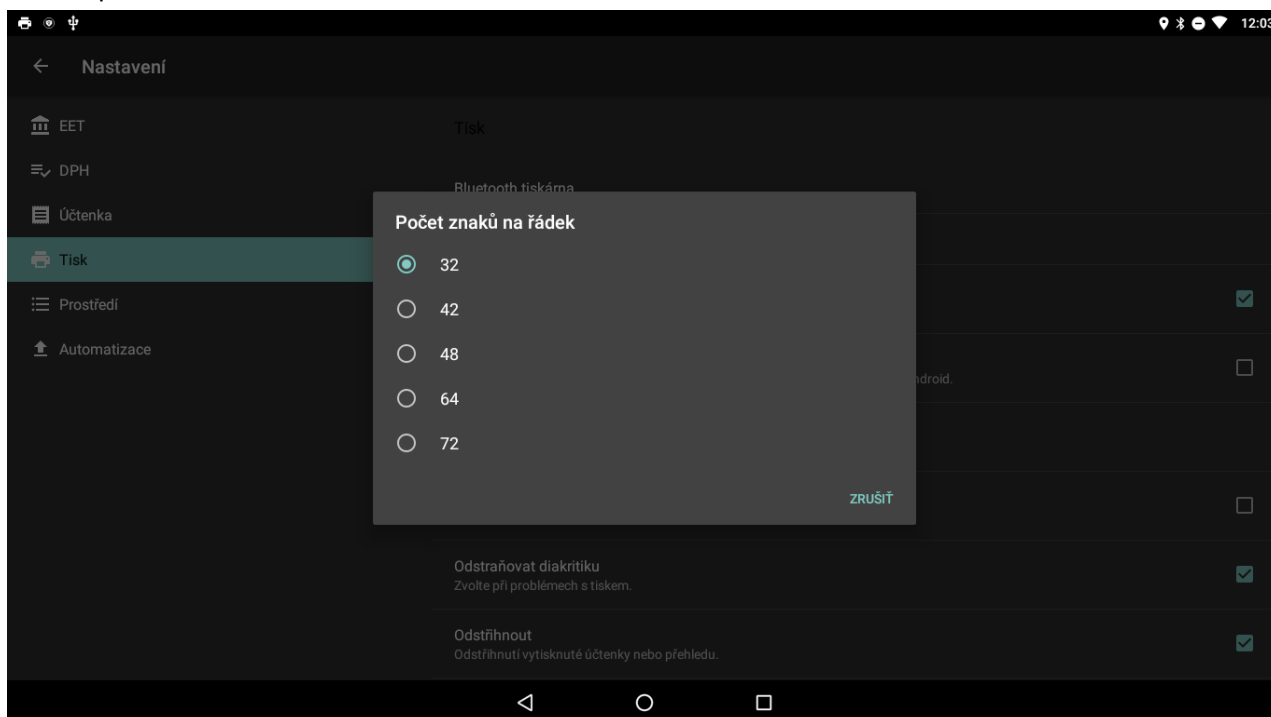 12:03
Nastavení
EET
DPH
Účtenka
Tisk
Prostředí
Automatizace
Tisk
Bluetooth tiskárna
Počet znaků na řádek
32
42
48
64
72
ZRUŠIŤ
ndroid.
Odstraňovat diakritiku
Zvolte při problémech s tiskem.
Odstřihnout
Odstřihnutí vytisknuté účtenky nebo přehledu.